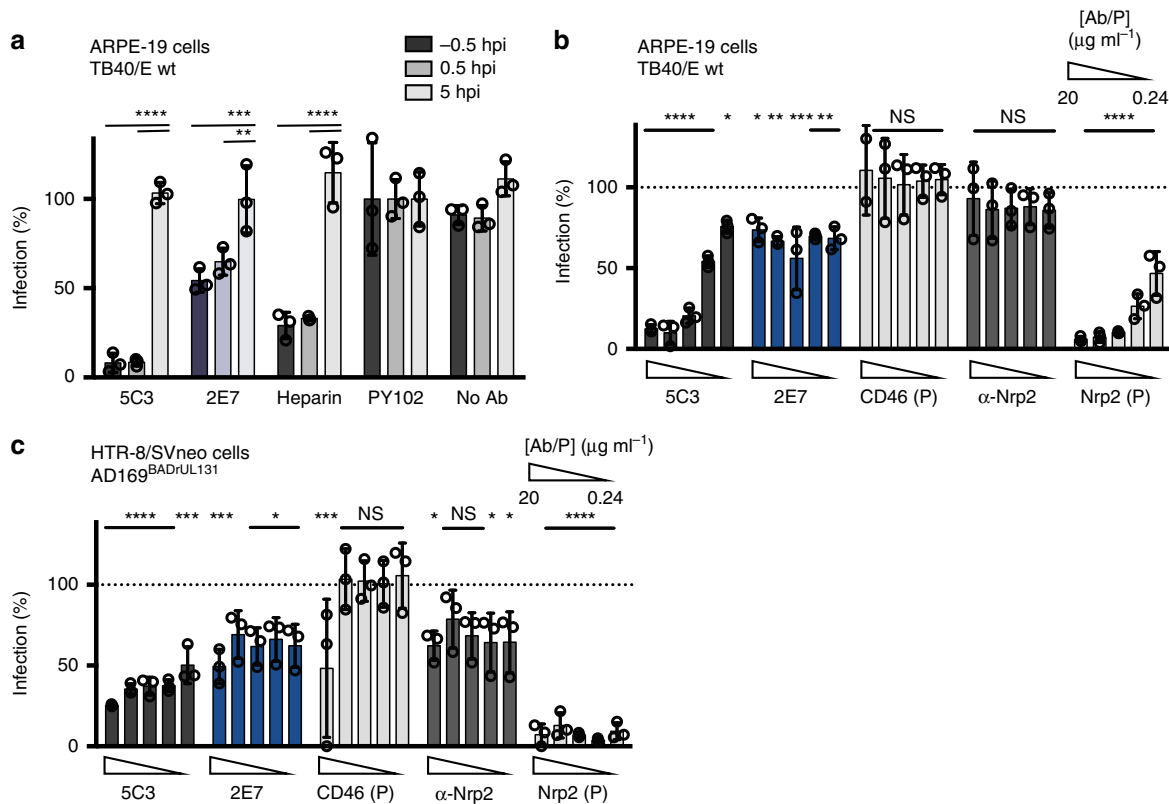 a
ARPE-19 cells
TB40/E wt
–0.5 hpi
0.5 hpi
5 hpi
**** *** ****
**
Infection (%)
100
50
0
5C3 2E7 Heparin PY102 No Ab
b
ARPE-19 cells
TB40/E wt
[Ab/P]
(μg ml–1)
20 0.24
**** * * ** *** ** NS NS ****
Infection (%)
100
50
0
5C3 2E7 CD46 (P) α-Nrp2 Nrp2 (P)
c
HTR-8/SVneo cells
AD169BADrUL131
[Ab/P] (μg ml–1)
20 0.24
**** *** *** * *** NS * NS * * ****
Infection (%)
100
50
0
5C3 2E7 CD46 (P) α-Nrp2 Nrp2 (P)